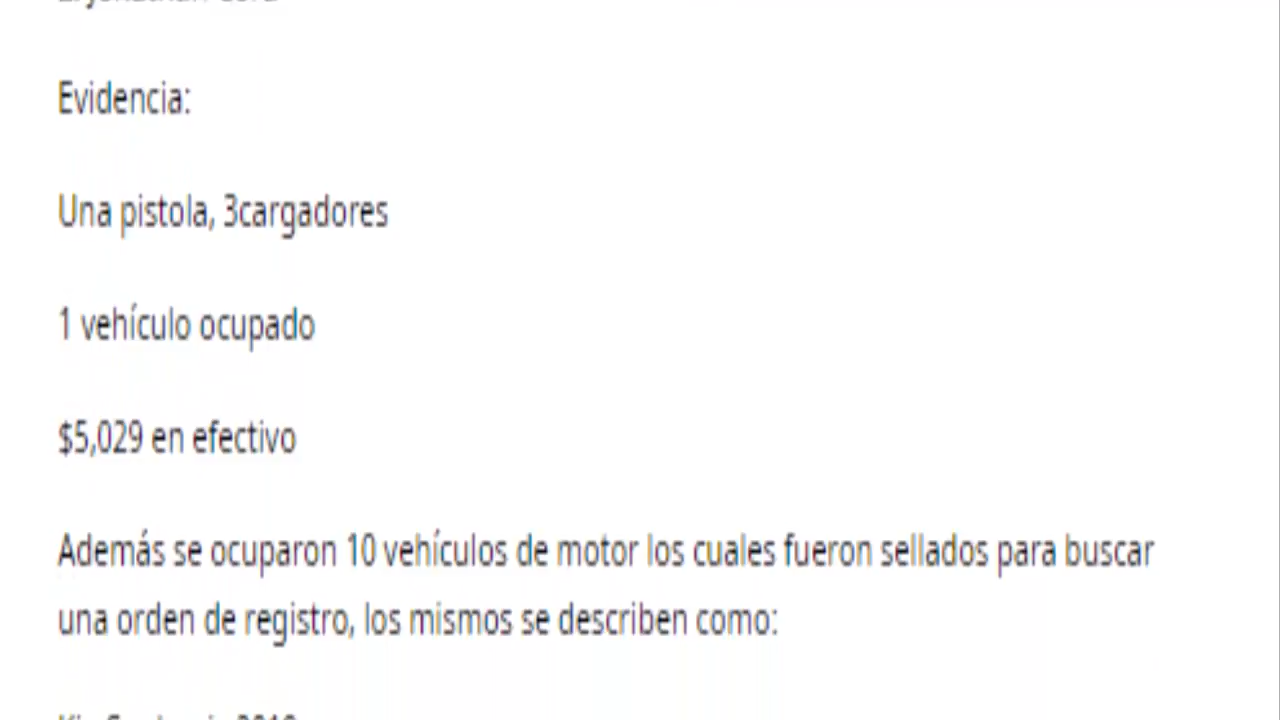 Evidencia:
Una pistola, 3cargadores
1 vehículo ocupado
$5,029 en efectivo
Además se ocuparon 10 vehículos de motor los cuales fueron sellados para buscar
una orden de registro, los mismos se describen como: